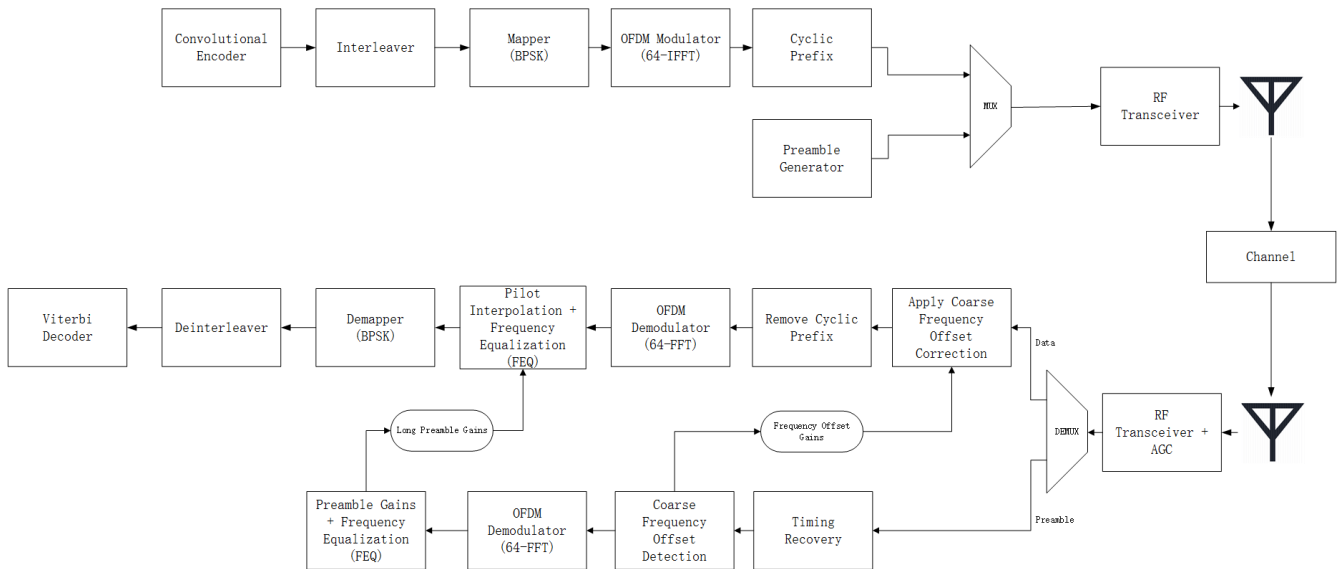 Convolutional
Encoder
Interleaver
Mapper
(BPSK)
OFDM Modulator
(64-IFFT)
Cyclic
Prefix
MUX
RF
Transceiver
Preamble
Generator
Channel
Viterbi
Decoder
Deinterleaver
Demapper
(BPSK)
Pilot
Interpolation +
Frequency
Equalization
(FEQ)
OFDM
Demodulator
(64-FFT)
Remove Cyclic
Prefix
Apply Coarse
Frequency
Offset
Correction
Data
DEMUX
RF
Transceiver +
AGC
Long Preamble Gains
Frequency Offset
Gains
Preamble Gains
+ Frequency
Equalization
(FEQ)
OFDM
Demodulator
(64-FFT)
Coarse
Frequency
Offset
Detection
Timing
Recovery
Preamble